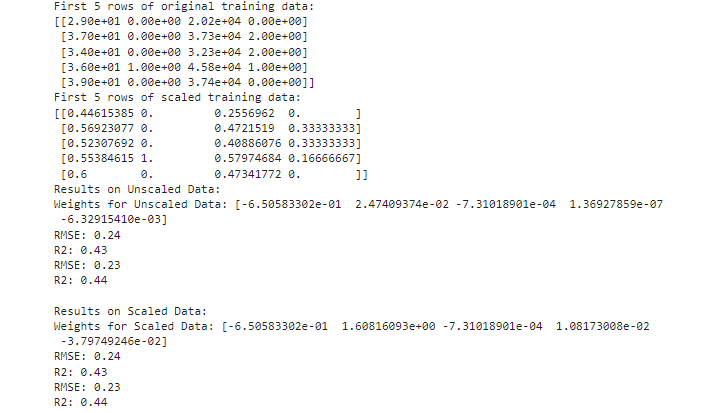 First 5 rows of original training data:
[[2.90e+01 0.00e+00 2.02e+04 0.00e+00]
 [3.70e+01 0.00e+00 3.73e+04 2.00e+00]
 [3.40e+01 0.00e+00 3.23e+04 2.00e+00]
 [3.60e+01 1.00e+00 4.58e+04 1.00e+00]
 [3.90e+01 0.00e+00 3.74e+04 0.00e+00]]
First 5 rows of scaled training data:
[[0.44615385 0.         0.2556962  0.        ]
 [0.56923077 0.         0.4721519  0.33333333]
 [0.52307692 0.         0.40886076 0.33333333]
 [0.55384615 1.         0.57974684 0.16666667]
 [0.6        0.         0.47341772 0.        ]]
Results on Unscaled Data:
Weights for Unscaled Data: [-6.50583302e-01  2.47409374e-02 -7.31018901e-04  1.36927859e-07
 -6.32915410e-03]
RMSE: 0.24
R2: 0.43
RMSE: 0.23
R2: 0.44
Results on Scaled Data:
Weights for Scaled Data: [-6.50583302e-01  1.60816093e+00 -7.31018901e-04  1.08173008e-02
 -3.79749246e-02]
RMSE: 0.24
R2: 0.43
RMSE: 0.23
R2: 0.44